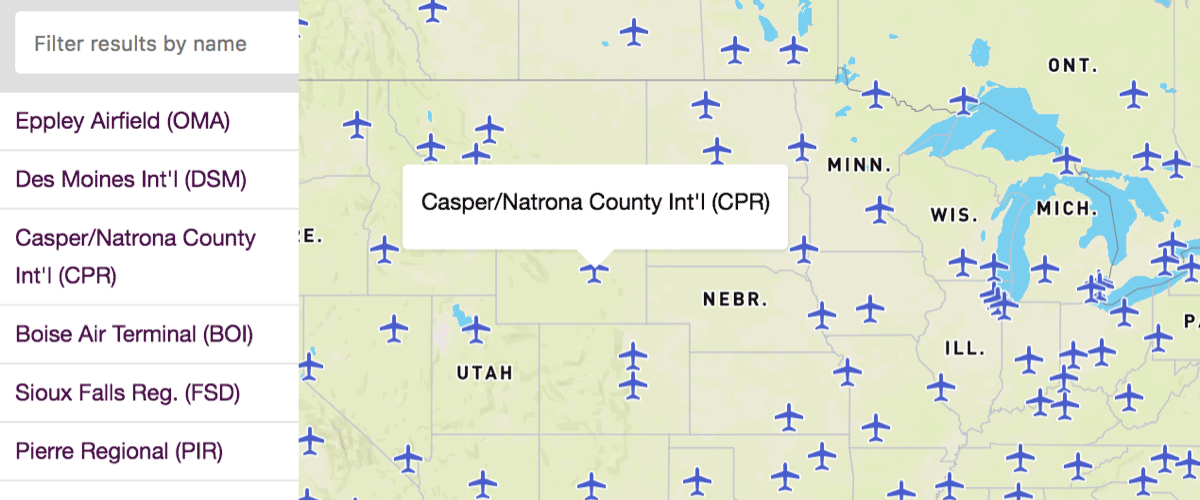 Filter results by name
Eppley Airfield (OMA)
Des Moines Int'l (DSM)
Casper/Natrona County
Int'l (CPR)
Boise Air Terminal (BOI)
Sioux Falls Reg. (FSD)
Pierre Regional (PIR)
ONT.
MINN.
Casper/Natrona County Int'l (CPR)
WIS.
MICH.
E.
NEBR.
P
ILL.
UTAH